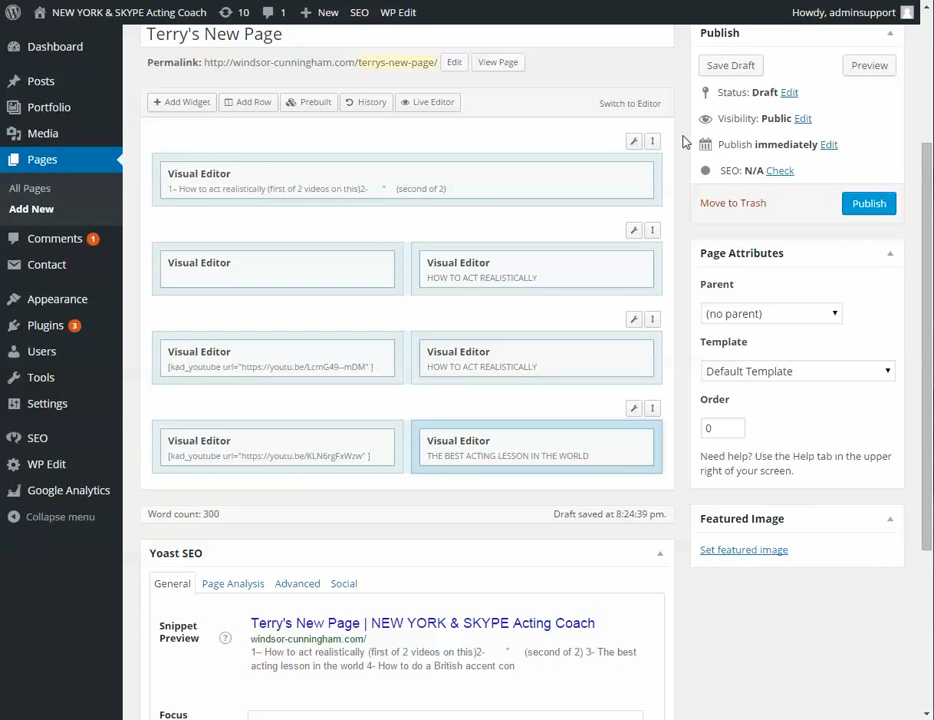 NEW YORK & SKYPE Acting Coach 10 1 New SEO WP Edit Howdy, adminsupport
Dashboard
Posts
Portfolio
Media
Pages
All Pages
Add New
Comments 1
Contact
Appearance
Plugins 3
Users
Tools
Settings
SEO
WP Edit
Google Analytics
Collapse menu
Terry's New Page
Permalink: http://windsor-cunningham.com/terrys-new-page/ Edit View Page
Add Widget Add Row Prebuilt History Live Editor Switch to Editor
Visual Editor
1– How to act realistically (first of 2 videos on this)2- " (second of 2)
Visual Editor
Visual Editor
HOW TO ACT REALISTICALLY
Visual Editor
[kad_youtube url="https://youtu.be/LcmG49--mDM" ]
Visual Editor
HOW TO ACT REALISTICALLY
Visual Editor
[kad_youtube url="https://youtu.be/KLN6rgFxWzw" ]
Visual Editor
THE BEST ACTING LESSON IN THE WORLD
Word count: 300 Draft saved at 8:24:39 pm.
Yoast SEO
General Page Analysis Advanced Social
Snippet
Preview
?
Terry's New Page | NEW YORK & SKYPE Acting Coach
windsor-cunningham.com/
1– How to act realistically (first of 2 videos on this)2- " (second of 2) 3- The best
acting lesson in the world 4- How to do a British accent con
Focus
Publish
Save Draft Preview
Status: Draft Edit
Visibility: Public Edit
Publish immediately Edit
SEO: N/A Check
Move to Trash Publish
Page Attributes
Parent
(no parent)
Template
Default Template
Order
0
Need help? Use the Help tab in the upper
right of your screen.
Featured Image
Set featured image